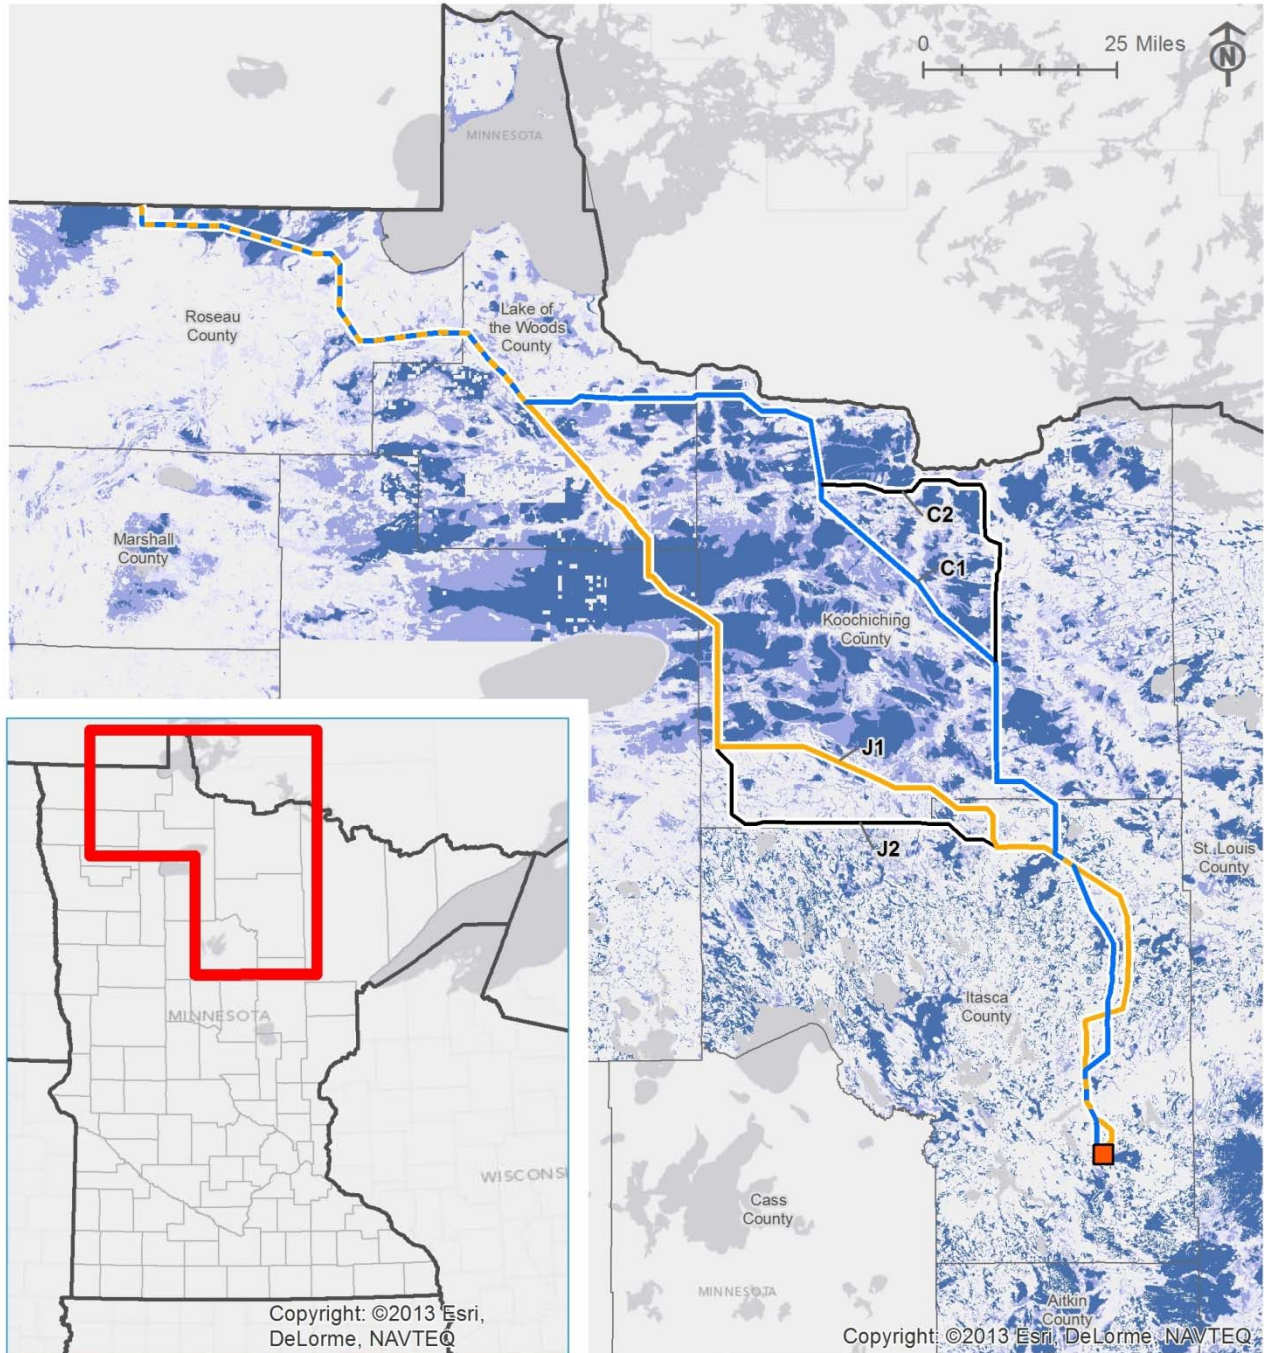 0 25 Miles
N
MINNESOTA
Roseau
County
Lake of
the Woods
County
C2
Marshall
County
C1
Koochiching
County
J1
J2
St. Louis
County
Itasca
County
MINNESOTA
WISCONSI
Cass
County
MINNESOTA
Aitkin
County
Copyright: ©2013 Esri,
DeLorme, NAVTEQ
Copyright: ©2013 Esri, DeLorme, NAVTEQ